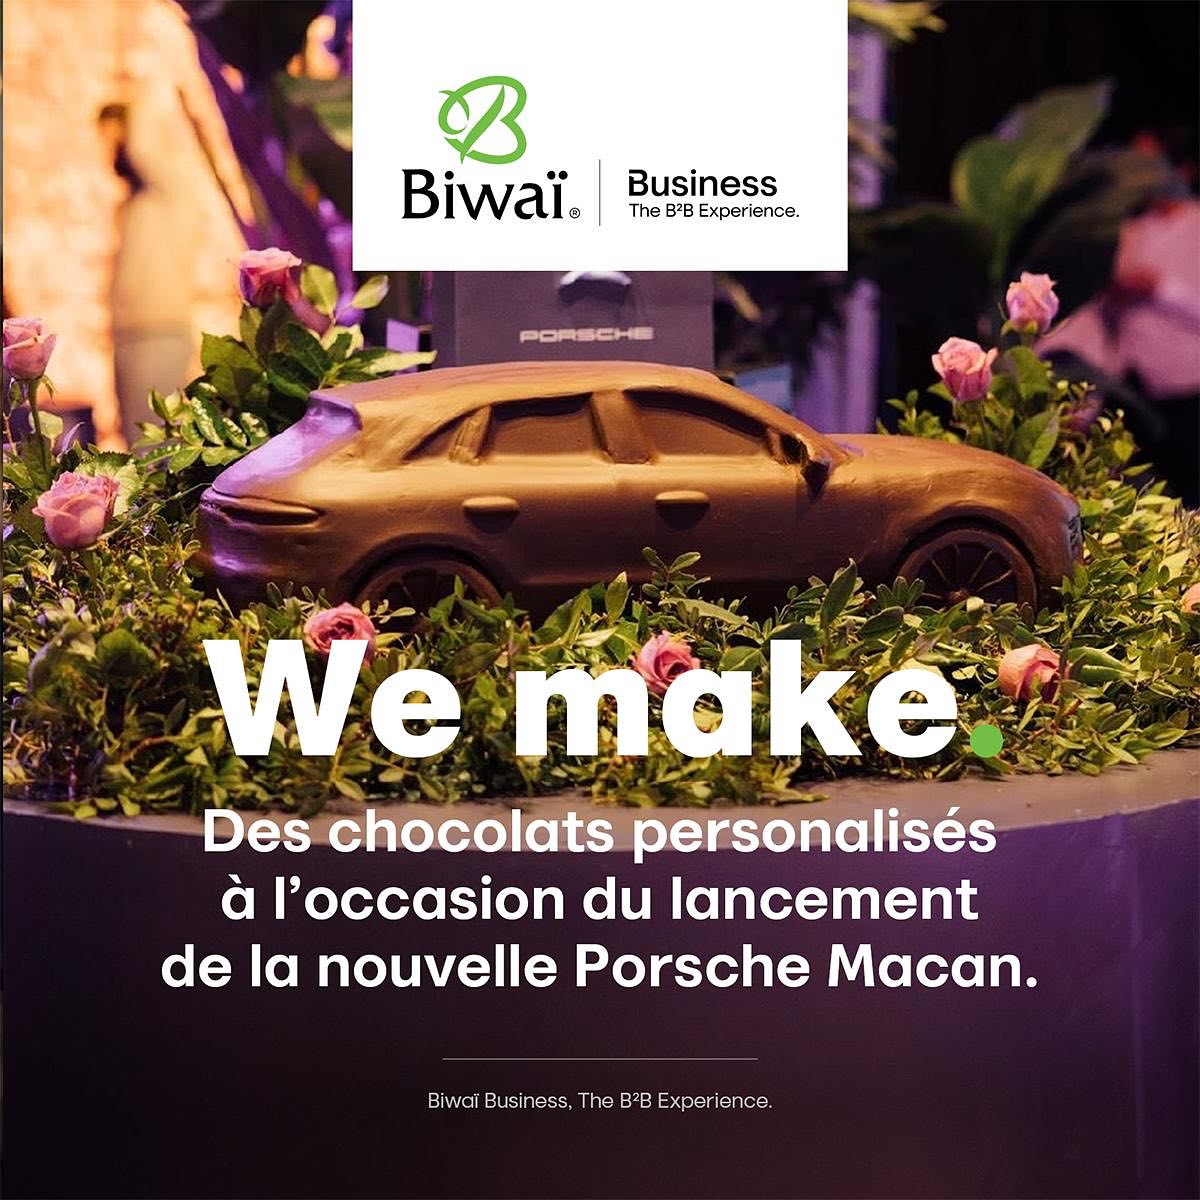 Biwaï®
Business
The B²B Experience.
PORSCHE
We make.
Des chocolats personalisés
à l’occasion du lancement
de la nouvelle Porsche Macan.
Biwaï Business, The B²B Experience.